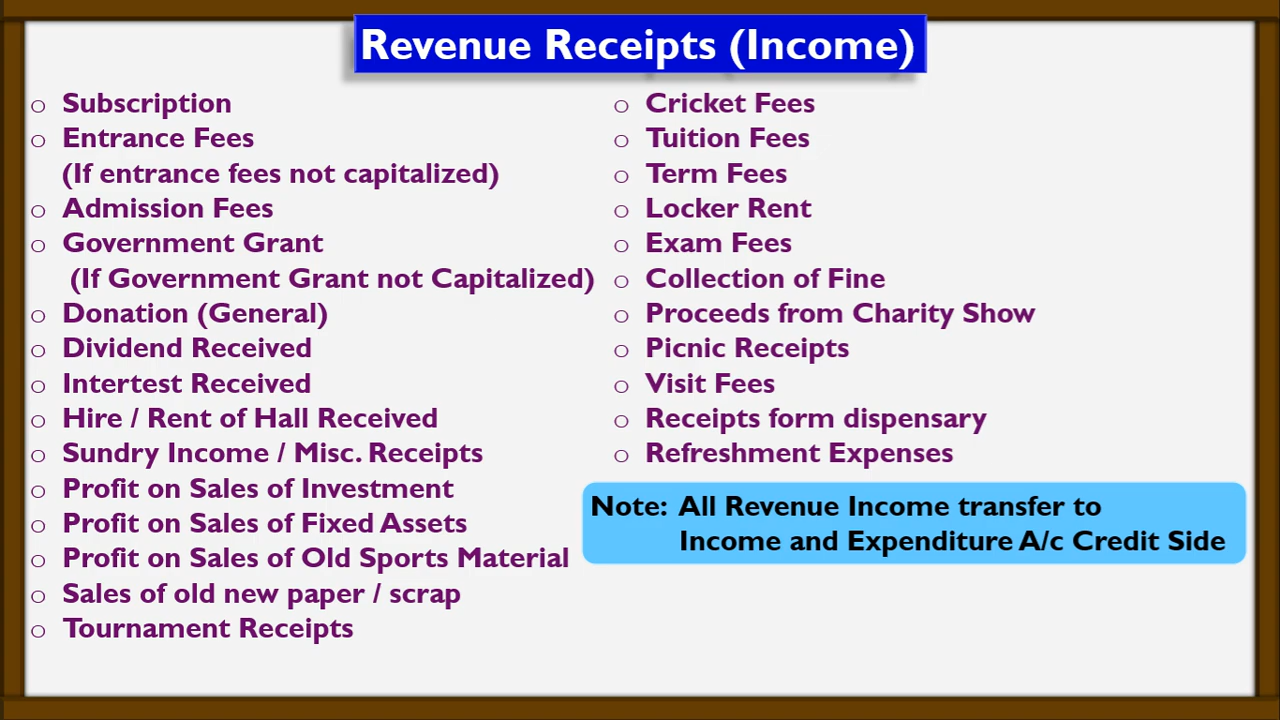 Revenue Receipts (Income)
o Subscription
o Entrance Fees
(If entrance fees not capitalized)
o Admission Fees
o Government Grant
(If Government Grant not Capitalized)
o Donation (General)
o Dividend Received
o Intertest Received
o Hire / Rent of Hall Received
o Sundry Income / Misc. Receipts
o Profit on Sales of Investment
o Profit on Sales of Fixed Assets
o Profit on Sales of Old Sports Material
o Sales of old new paper / scrap
o Tournament Receipts
o Cricket Fees
o Tuition Fees
o Term Fees
o Locker Rent
o Exam Fees
o Collection of Fine
o Proceeds from Charity Show
o Picnic Receipts
o Visit Fees
o Receipts form dispensary
o Refreshment Expenses
Note: All Revenue Income transfer to
Income and Expenditure A/c Credit Side